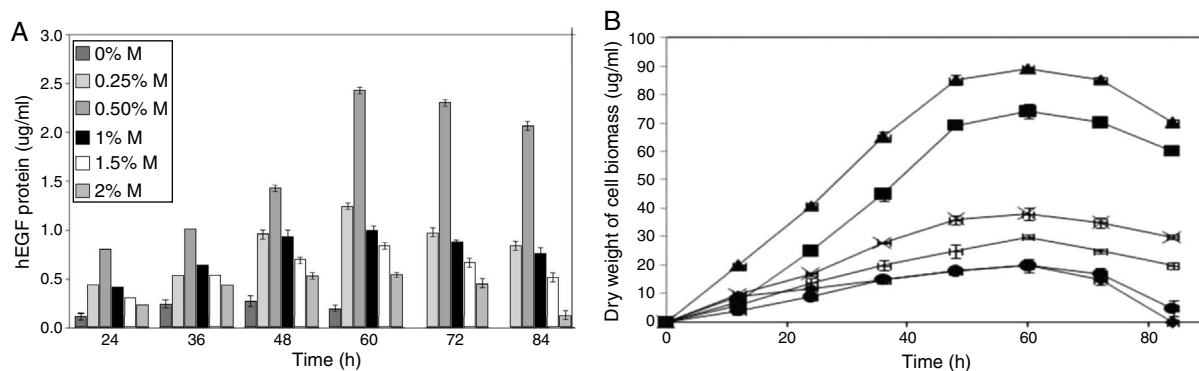 A
3.0
2.5
2.0
1.5
1.0
0.5
0.0
hEGF protein (ug/ml)
0% M
0.25% M
0.50% M
1% M
1.5% M
2% M
24 36 48 60 72 84
Time (h)
B
100
90
80
70
60
50
40
30
20
10
0
Dry weight of cell biomass (ug/ml)
0 20 40 60 80
Time (h)